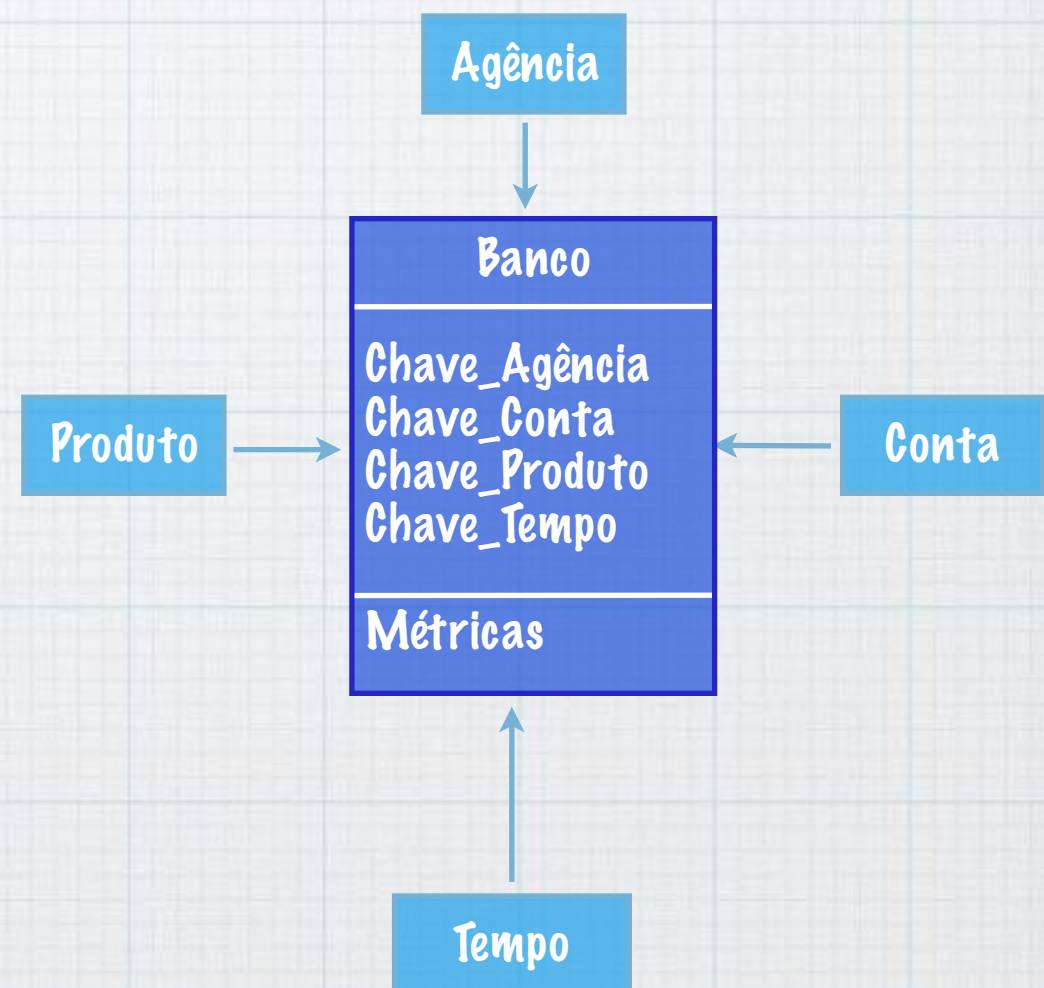 Agência
Banco
Chave_Agência
Chave_Conta
Chave_Produto
Chave_Tempo
Métricas
Produto
Conta
Tempo